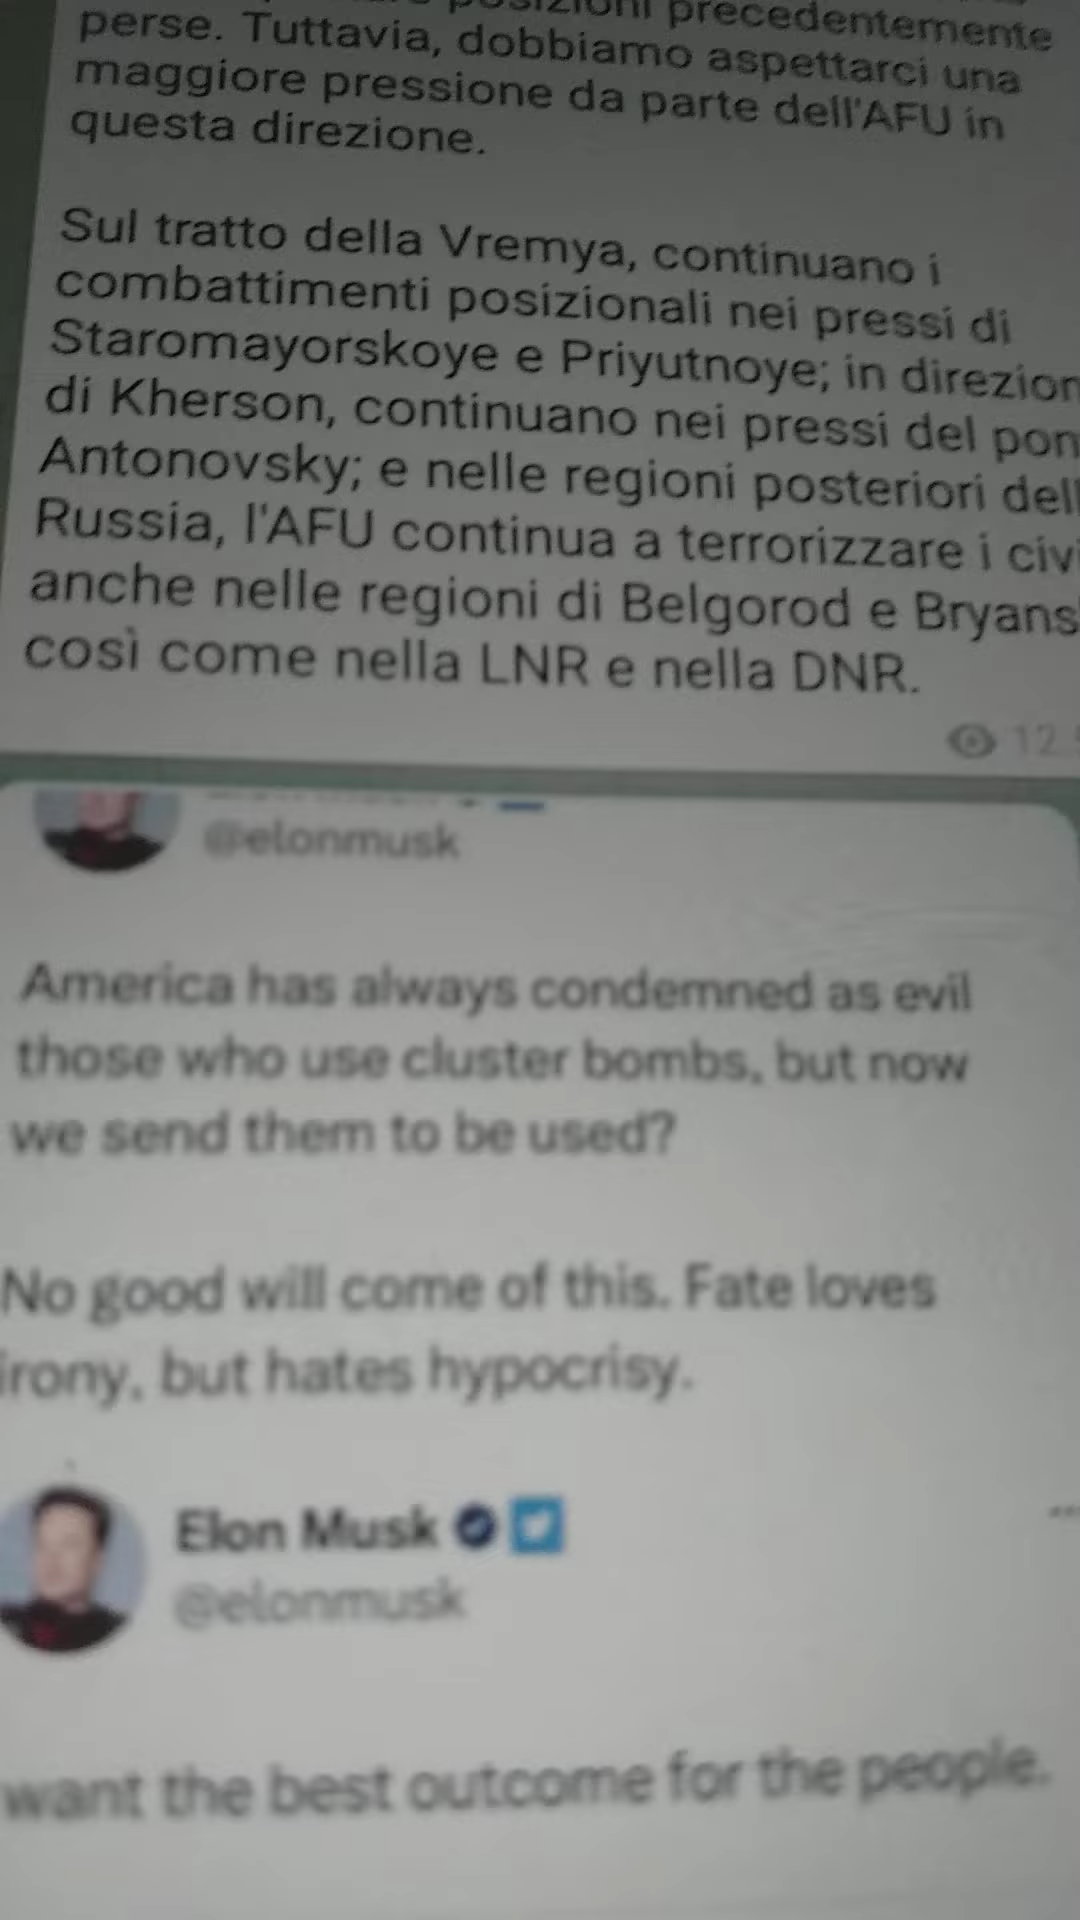 posizioni precedentemente
perse. Tuttavia, dobbiamo aspettarci una
maggiore pressione da parte dell'AFU in
questa direzione.
Sul tratto della Vremya, continuano i
combattimenti posizionali nei pressi di
Staromayorskoye e Priyutnoye; in direzion
di Kherson, continuano nei pressi del pon
Antonovsky; e nelle regioni posteriori dell
Russia, l'AFU continua a terrorizzare i civi
anche nelle regioni di Belgorod e Bryans
così come nella LNR e nella DNR.
12
@elonmusk
America has always condemned as evil
those who use cluster bombs, but now
we send them to be used?
No good will come of this. Fate loves
irony, but hates hypocrisy.
Elon Musk
@elonmusk
want the best outcome for the people.